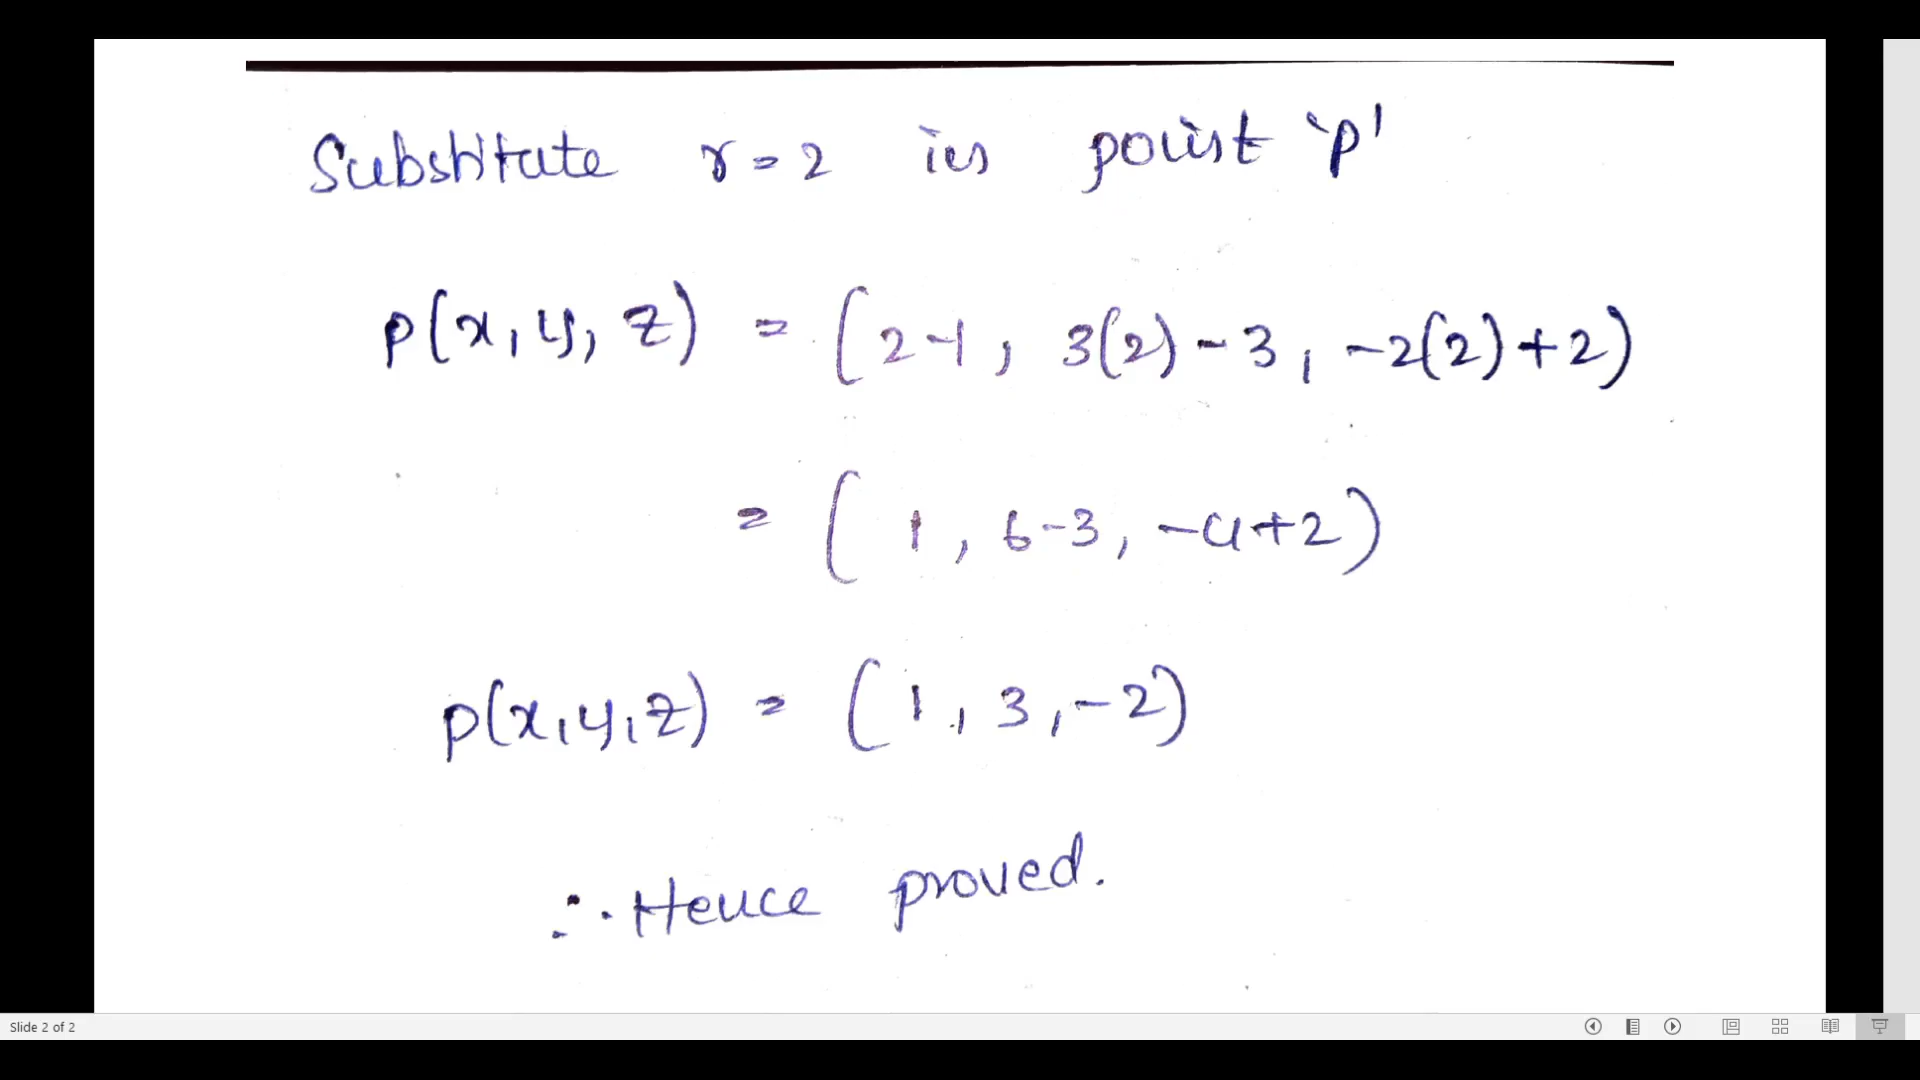 Substitute r = 2 in point 'p'
p(x, y, z) = (2-1, 3(2) - 3, -2(2) + 2)
= (1, 6-3, -4+2)
p(x, y, z) = (1, 3, -2)
∴ Hence proved.
Slide 2 of 2